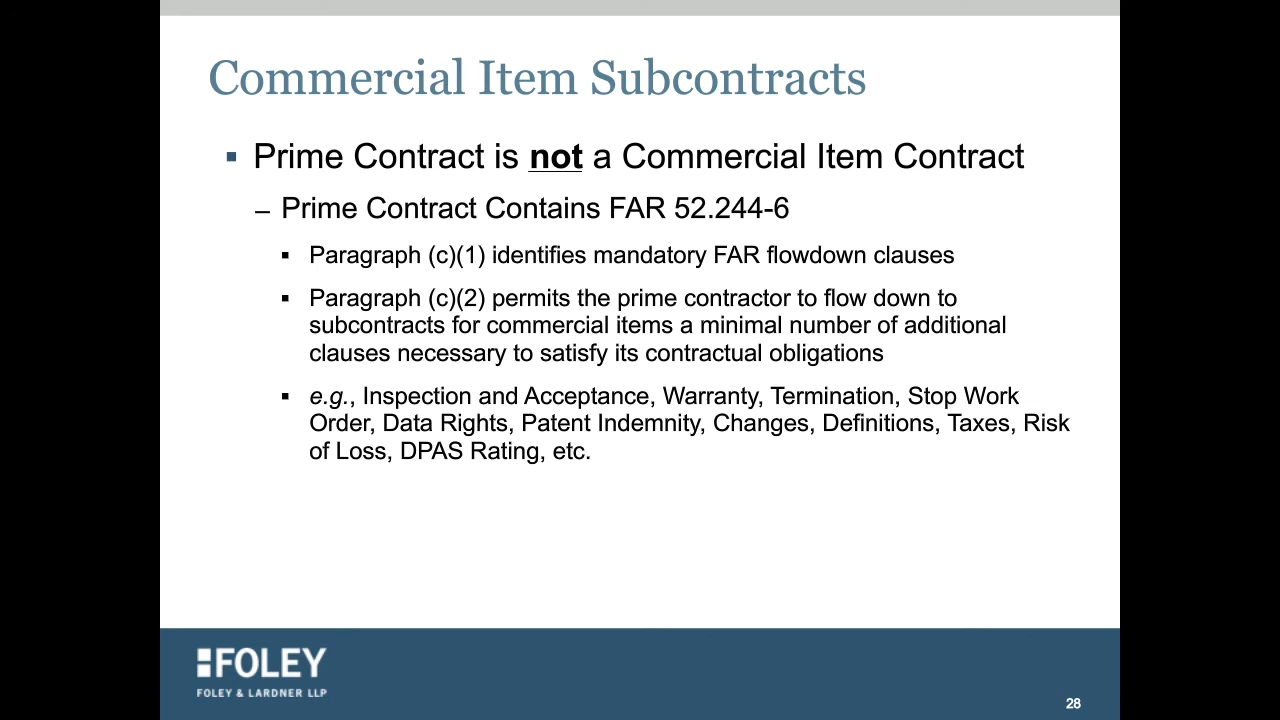 Commercial Item Subcontracts
▪ Prime Contract is not a Commercial Item Contract
– Prime Contract Contains FAR 52.244-6
▪ Paragraph (c)(1) identifies mandatory FAR flowdown clauses
▪ Paragraph (c)(2) permits the prime contractor to flow down to
subcontracts for commercial items a minimal number of additional
clauses necessary to satisfy its contractual obligations
▪ e.g., Inspection and Acceptance, Warranty, Termination, Stop Work
Order, Data Rights, Patent Indemnity, Changes, Definitions, Taxes, Risk
of Loss, DPAS Rating, etc.
FOLEY
FOLEY & LARDNER LLP
28